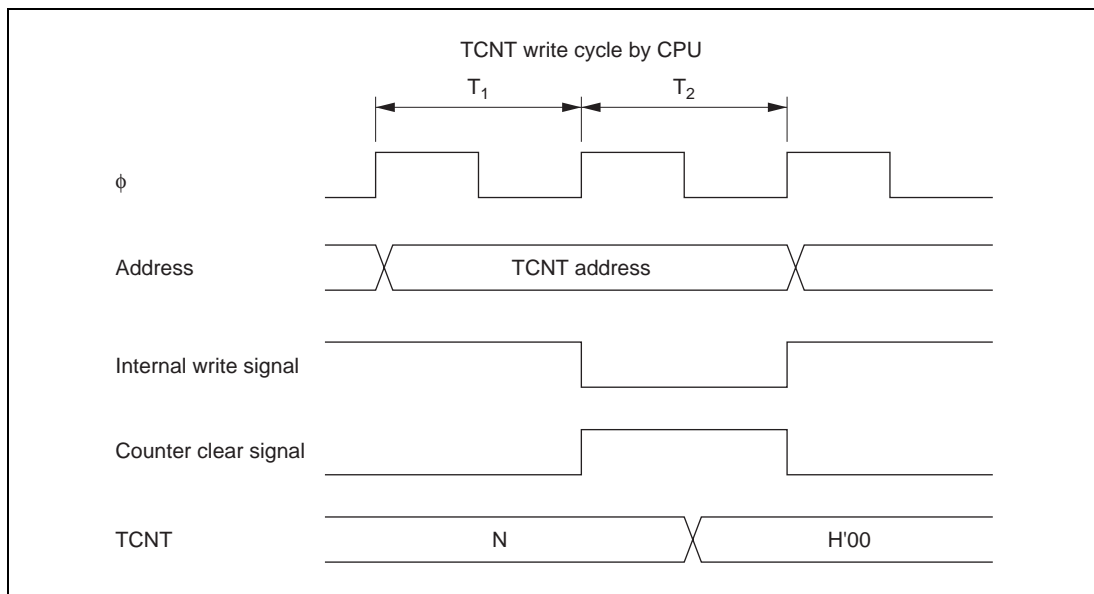 TCNT write cycle by CPU
T₁ T₂
ϕ
Address TCNT address
Internal write signal
Counter clear signal
TCNT N H'00